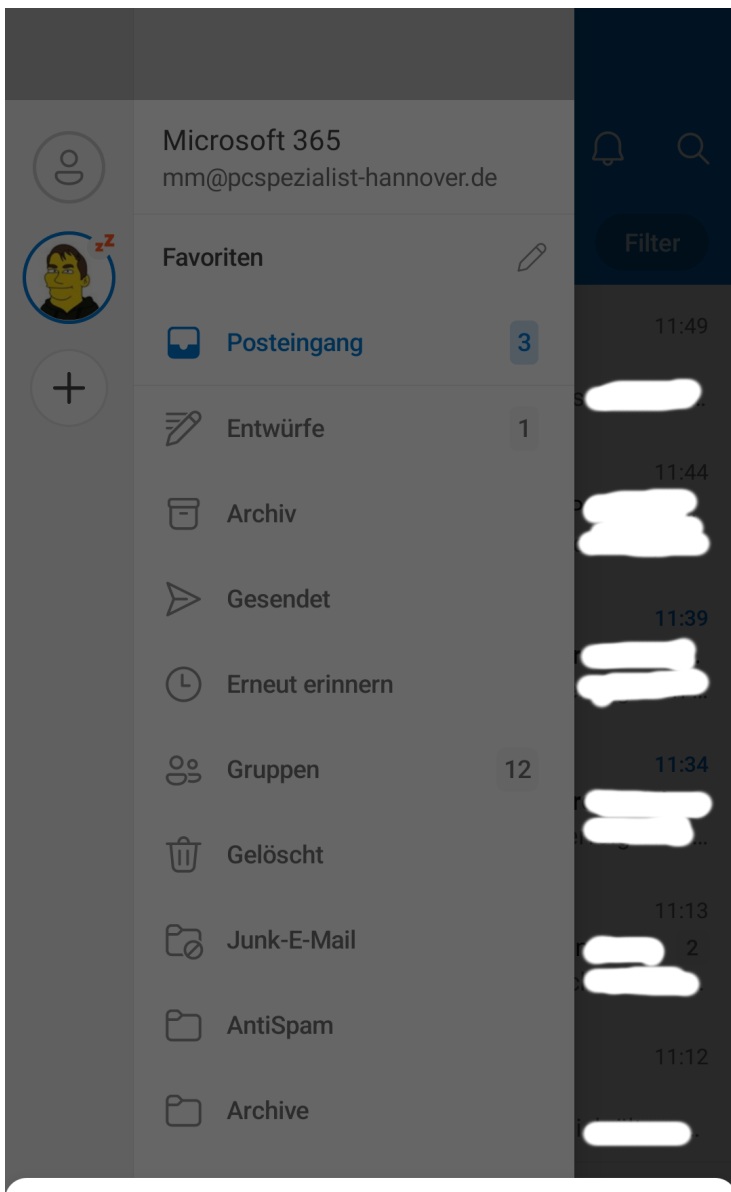 Microsoft 365
mm@pcspezialist-hannover.de
Favoriten
Posteingang 3
Entwürfe 1
Archiv
Gesendet
Erneut erinnern
Gruppen 12
Gelöscht
Junk-E-Mail
AntiSpam
Archive
zZ
Filter
11:49
11:44
11:39
11:34
11:13
2
11:12